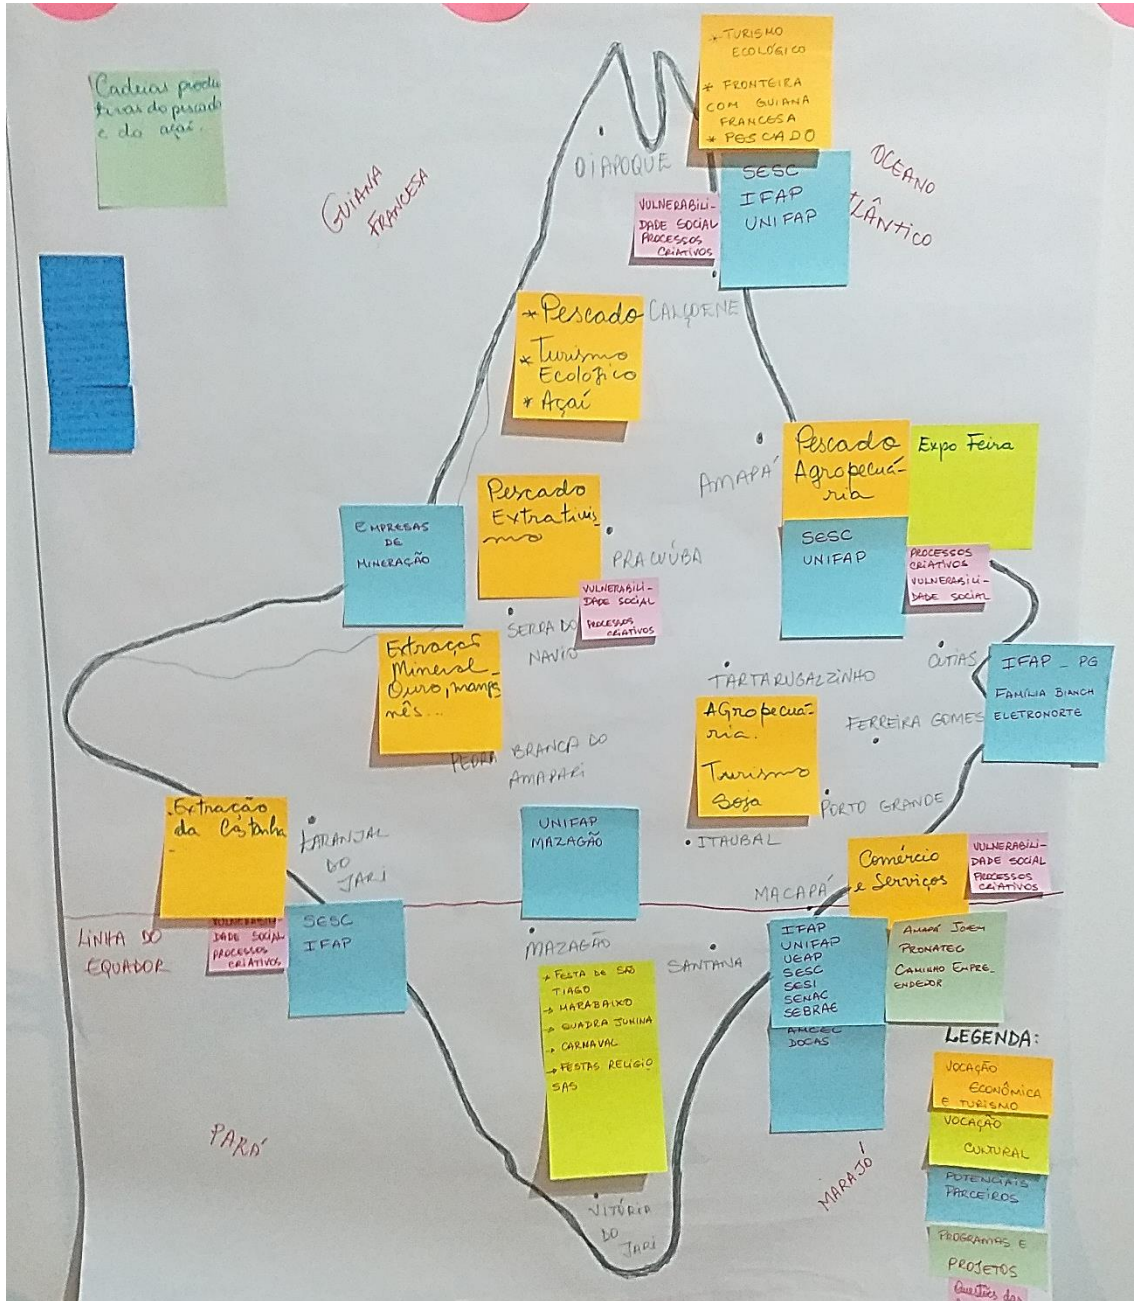 * TURISMO
ECOLÓGICO
* FRONTEIRA
COM GUIANA
FRANCESA
* PESCADO
Cadeias produ
tivas do pescado
e do açaí.
GUIANA
FRANCESA
OIAPOQUE
OCEANO
ATLÂNTICO
SESC
IFAP
UNIFAP
VULNERABILI-
DADE SOCIAL
PROCESSOS
CRIATIVOS
* Pescado
* Turismo
Ecológico
* Açaí
CALÇOENE
AMAPÁ
Pescado
Agropecuá-
ria
Expo Feira
SESC
UNIFAP
PROCESSOS
CRIATIVOS
VULNERABILI-
DADE SOCIAL
EMPRESAS
DE
MINERAÇÃO
Pescado
Extrativis-
mo
PRACUÚBA
VULNERABILI-
DADE SOCIAL
PROCESSOS
CRIATIVOS
SERRA DO
NAVIO
Extração
Mineral_
Ouro, manga
nês...
PEDRA BRANCA DO
AMAPARI
TARTARUGALZINHO
CUTIAS
IFAP _ PG
FAMÍLIA BIANCH
ELETRONORTE
FERREIRA GOMES
Agropecuá-
ria.
Turismo
Soja
PORTO GRANDE
ITAUBAL
Extração
da Castanha
LARANJAL
DO
JARI
UNIFAP
MAZAGÃO
Comércio
e Serviços
VULNERABILI-
DADE SOCIAL
PROCESSOS
CRIATIVOS
MACAPÁ
LINHA DO
EQUADOR
VULNERABILI-
DADE SOCIAL
PROCESSOS
CRIATIVOS
SESC
IFAP
MAZAGÃO
SANTANA
IFAP
UNIFAP
UEAP
SESC
SESI
SENAC
SEBRAE
AMCEL
DOCAS
AMAPÁ JOVEM
PRONATEC
CAMINHO EMPRE-
ENDEDOR
* FESTA DE SÃO
TIAGO
→ MARABAIXO
→ QUADRA JUNINA
→ CARNAVAL
→ FESTAS RELIGIO
SAS
PARÁ
VITÓRIA
DO
JARI
MARAJÓ
LEGENDA:
VOCAÇÃO
ECONÔMICA
E TURISMO
VOCAÇÃO
CULTURAL
POTENCIAIS
PARCEIROS
PROGRAMAS E
PROJETOS
Questões das